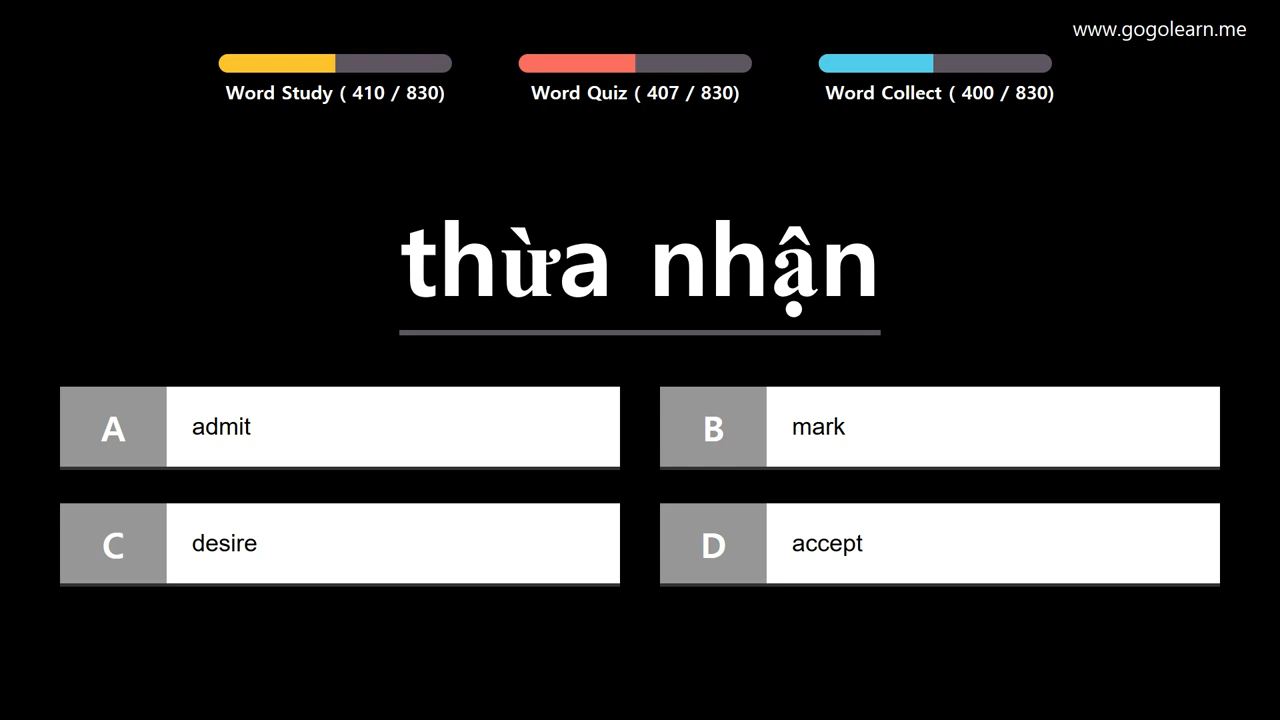 www.gogolearn.me
Word Study ( 410 / 830)
Word Quiz ( 407 / 830)
Word Collect ( 400 / 830)
thừa nhận
A admit
B mark
C desire
D accept